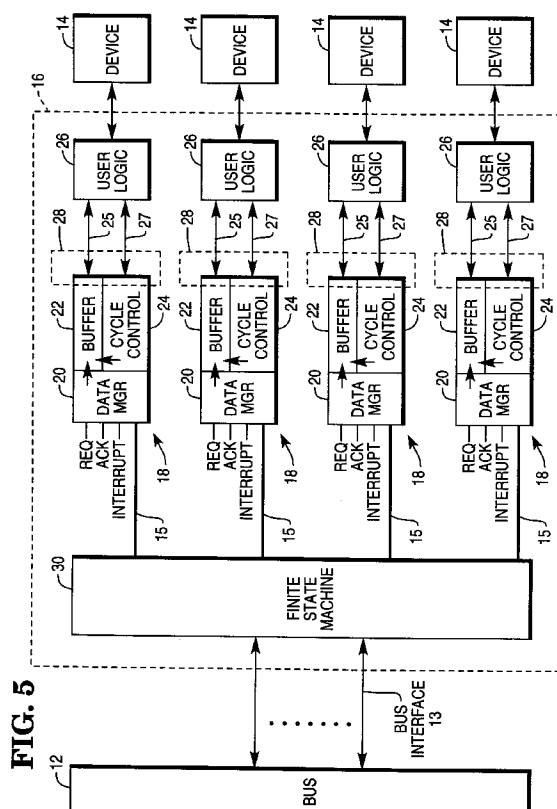 FIG. 5
12
BUS
BUS
INTERFACE
13
30
FINITE
STATE
MACHINE
16
15
18
REQ
ACK
INTERRUPT
20
DATA
MGR
22
BUFFER
CYCLE
CONTROL
24
28
25
27
26
USER
LOGIC
14
DEVICE
15
18
REQ
ACK
INTERRUPT
20
DATA
MGR
22
BUFFER
CYCLE
CONTROL
24
28
25
27
26
USER
LOGIC
14
DEVICE
15
18
REQ
ACK
INTERRUPT
20
DATA
MGR
22
BUFFER
CYCLE
CONTROL
24
28
25
27
26
USER
LOGIC
14
DEVICE
15
18
REQ
ACK
INTERRUPT
20
DATA
MGR
22
BUFFER
CYCLE
CONTROL
24
28
25
27
26
USER
LOGIC
14
DEVICE